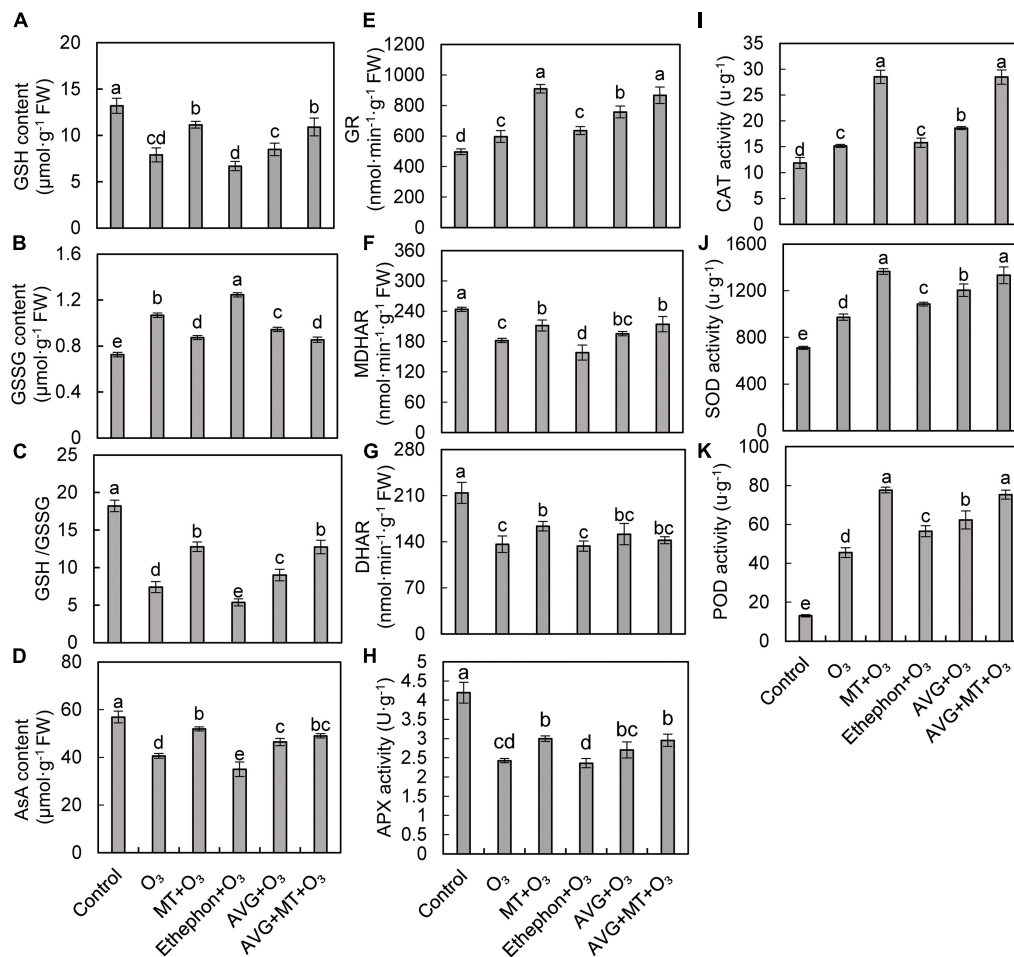 A
GSH content
(µmol·g⁻¹ FW)
20
15
10
5
0
a
cd
b
d
c
b
B
GSSG content
(µmol·g⁻¹ FW)
1.6
1.2
0.8
0.4
0
e
b
d
a
c
d
C
GSH /GSSG
25
20
15
10
5
0
a
d
b
e
c
b
D
AsA content
(µmol·g⁻¹ FW)
80
60
40
20
0
a
d
b
e
c
bc
Control
O₃
MT+O₃
Ethephon+O₃
AVG+O₃
AVG+MT+O₃
E
GR
(nmol·min⁻¹·g⁻¹ FW)
1200
1000
800
600
400
200
0
d
c
a
c
b
a
F
MDHAR
(nmol·min⁻¹·g⁻¹ FW)
360
300
240
180
120
60
0
a
c
b
d
bc
b
G
DHAR
(nmol·min⁻¹·g⁻¹ FW)
280
210
140
70
0
a
c
b
c
bc
bc
H
APX activity (U·g⁻¹)
5
4.5
4
3.5
3
2.5
2
1.5
1
0.5
0
a
cd
b
d
bc
b
Control
O₃
MT+O₃
Ethephon+O₃
AVG+O₃
AVG+MT+O₃
I
CAT activity (u·g⁻¹)
35
30
25
20
15
10
5
0
d
c
a
c
b
a
J
SOD activity (u·g⁻¹)
1600
1200
800
400
0
e
d
a
c
b
a
K
POD activity (u·g⁻¹)
100
80
60
40
20
0
e
d
a
c
b
a
Control
O₃
MT+O₃
Ethephon+O₃
AVG+O₃
AVG+MT+O₃